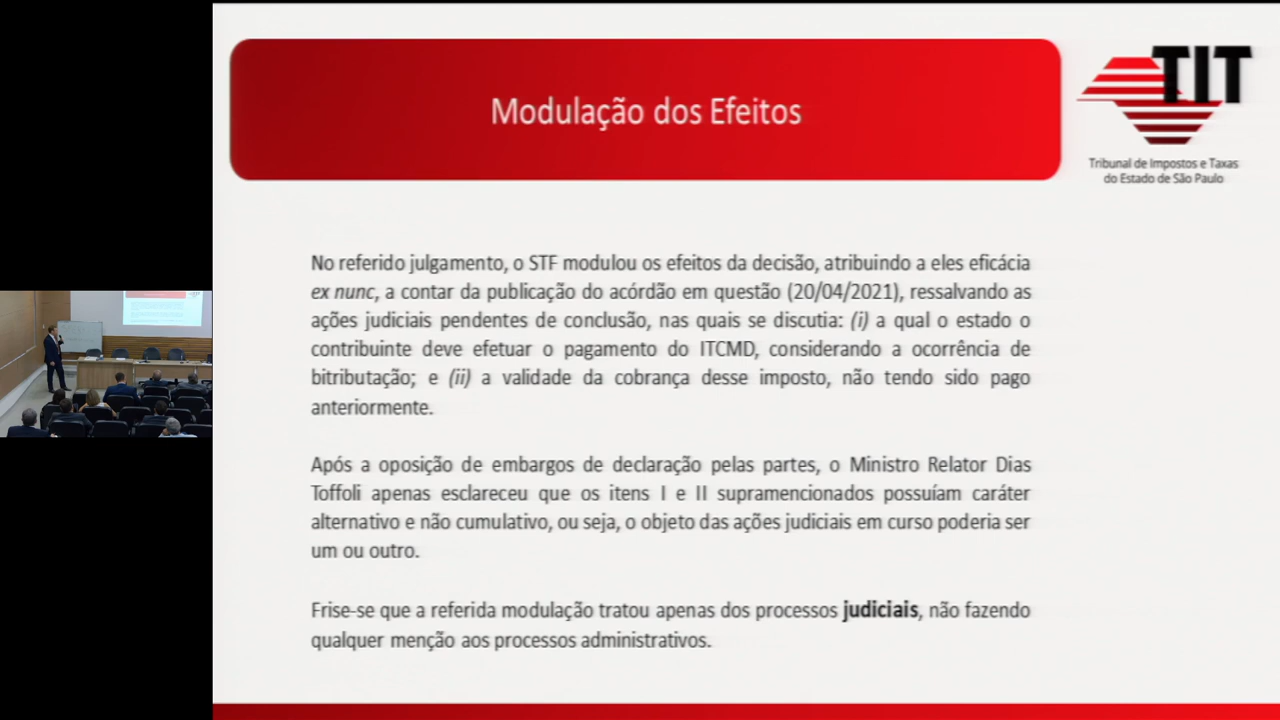 Modulação dos Efeitos
TIT
Tribunal de Impostos e Taxas
do Estado de São Paulo
No referido julgamento, o STF modulou os efeitos da decisão, atribuindo a eles eficácia
ex nunc, a contar da publicação do acórdão em questão (20/04/2021), ressalvando as
ações judiciais pendentes de conclusão, nas quais se discutia: (i) a qual o estado o
contribuinte deve efetuar o pagamento do ITCMD, considerando a ocorrência de
bitributação; e (ii) a validade da cobrança desse imposto, não tendo sido pago
anteriormente.
Após a oposição de embargos de declaração pelas partes, o Ministro Relator Dias
Toffoli apenas esclareceu que os itens I e II supramencionados possuíam caráter
alternativo e não cumulativo, ou seja, o objeto das ações judiciais em curso poderia ser
um ou outro.
Frise-se que a referida modulação tratou apenas dos processos judiciais, não fazendo
qualquer menção aos processos administrativos.